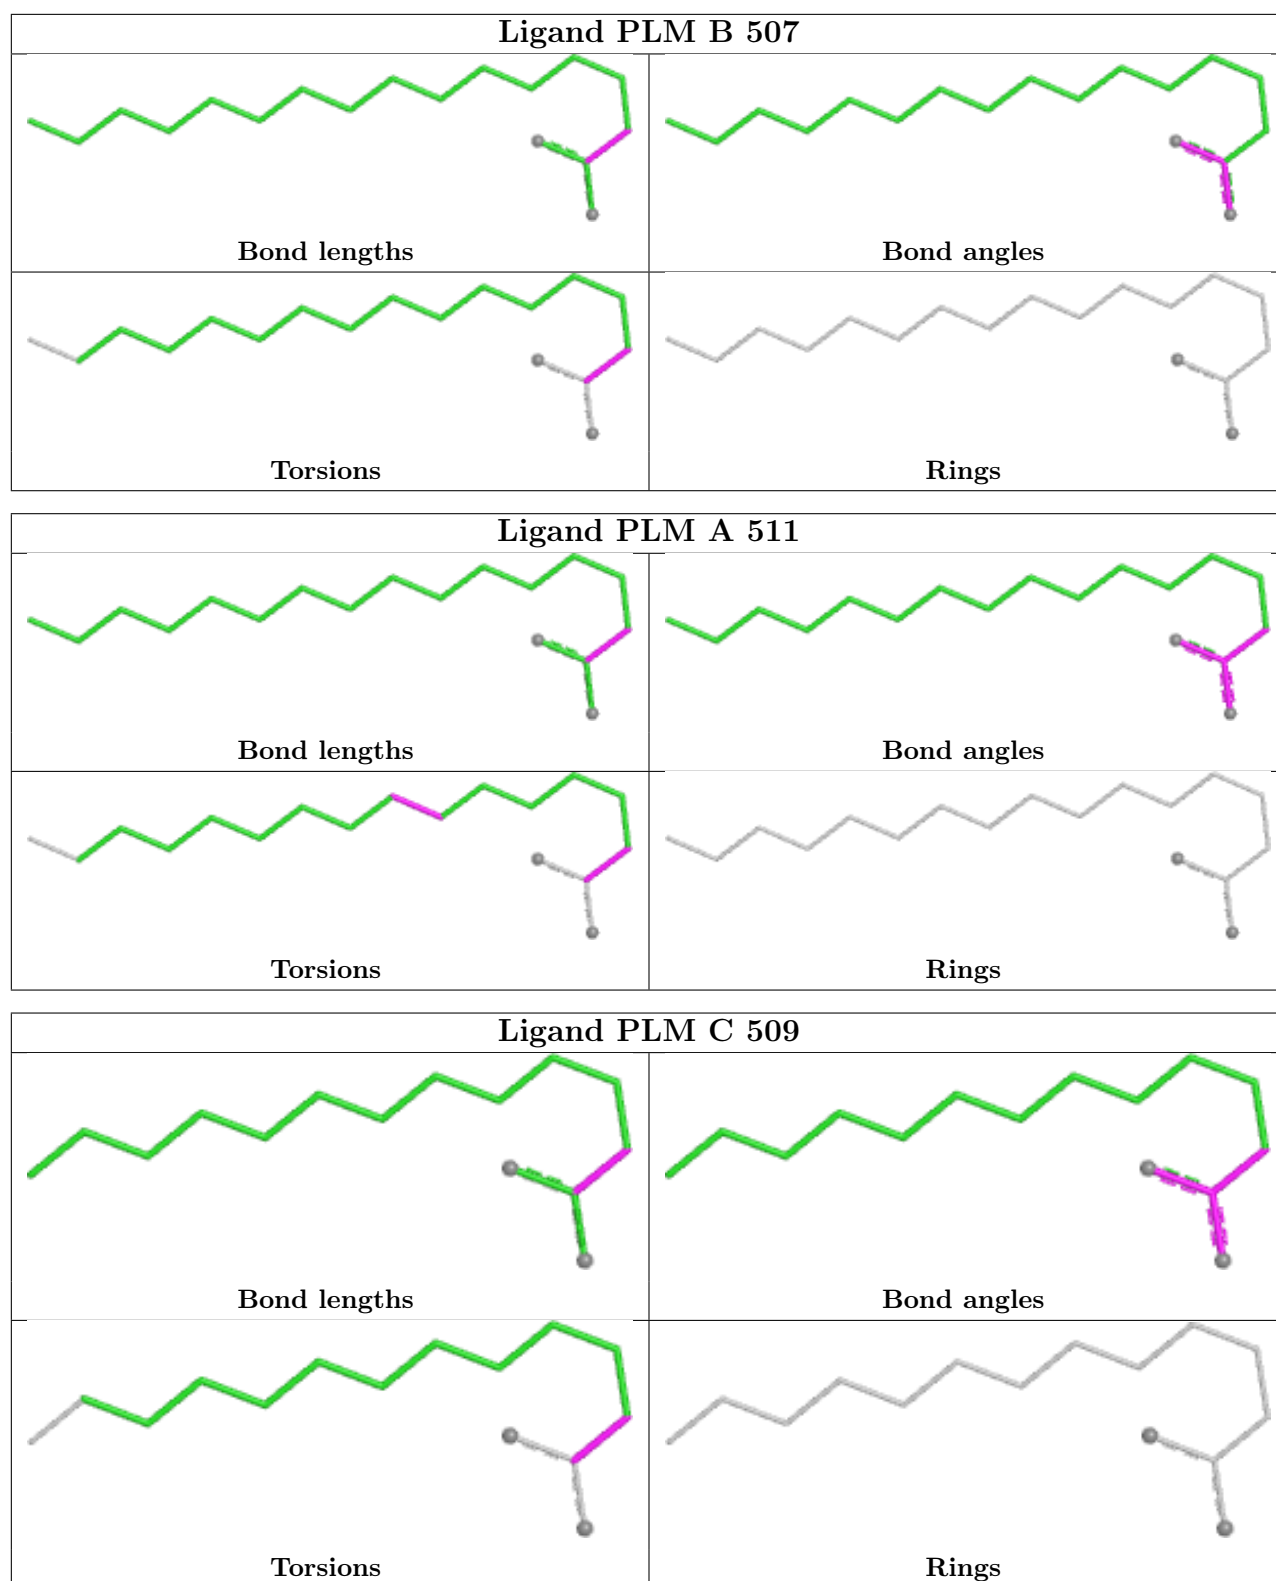 Ligand PLM B 507
Bond lengths
Bond angles
Torsions
Rings
Ligand PLM A 511
Bond lengths
Bond angles
Torsions
Rings
Ligand PLM C 509
Bond lengths
Bond angles
Torsions
Rings